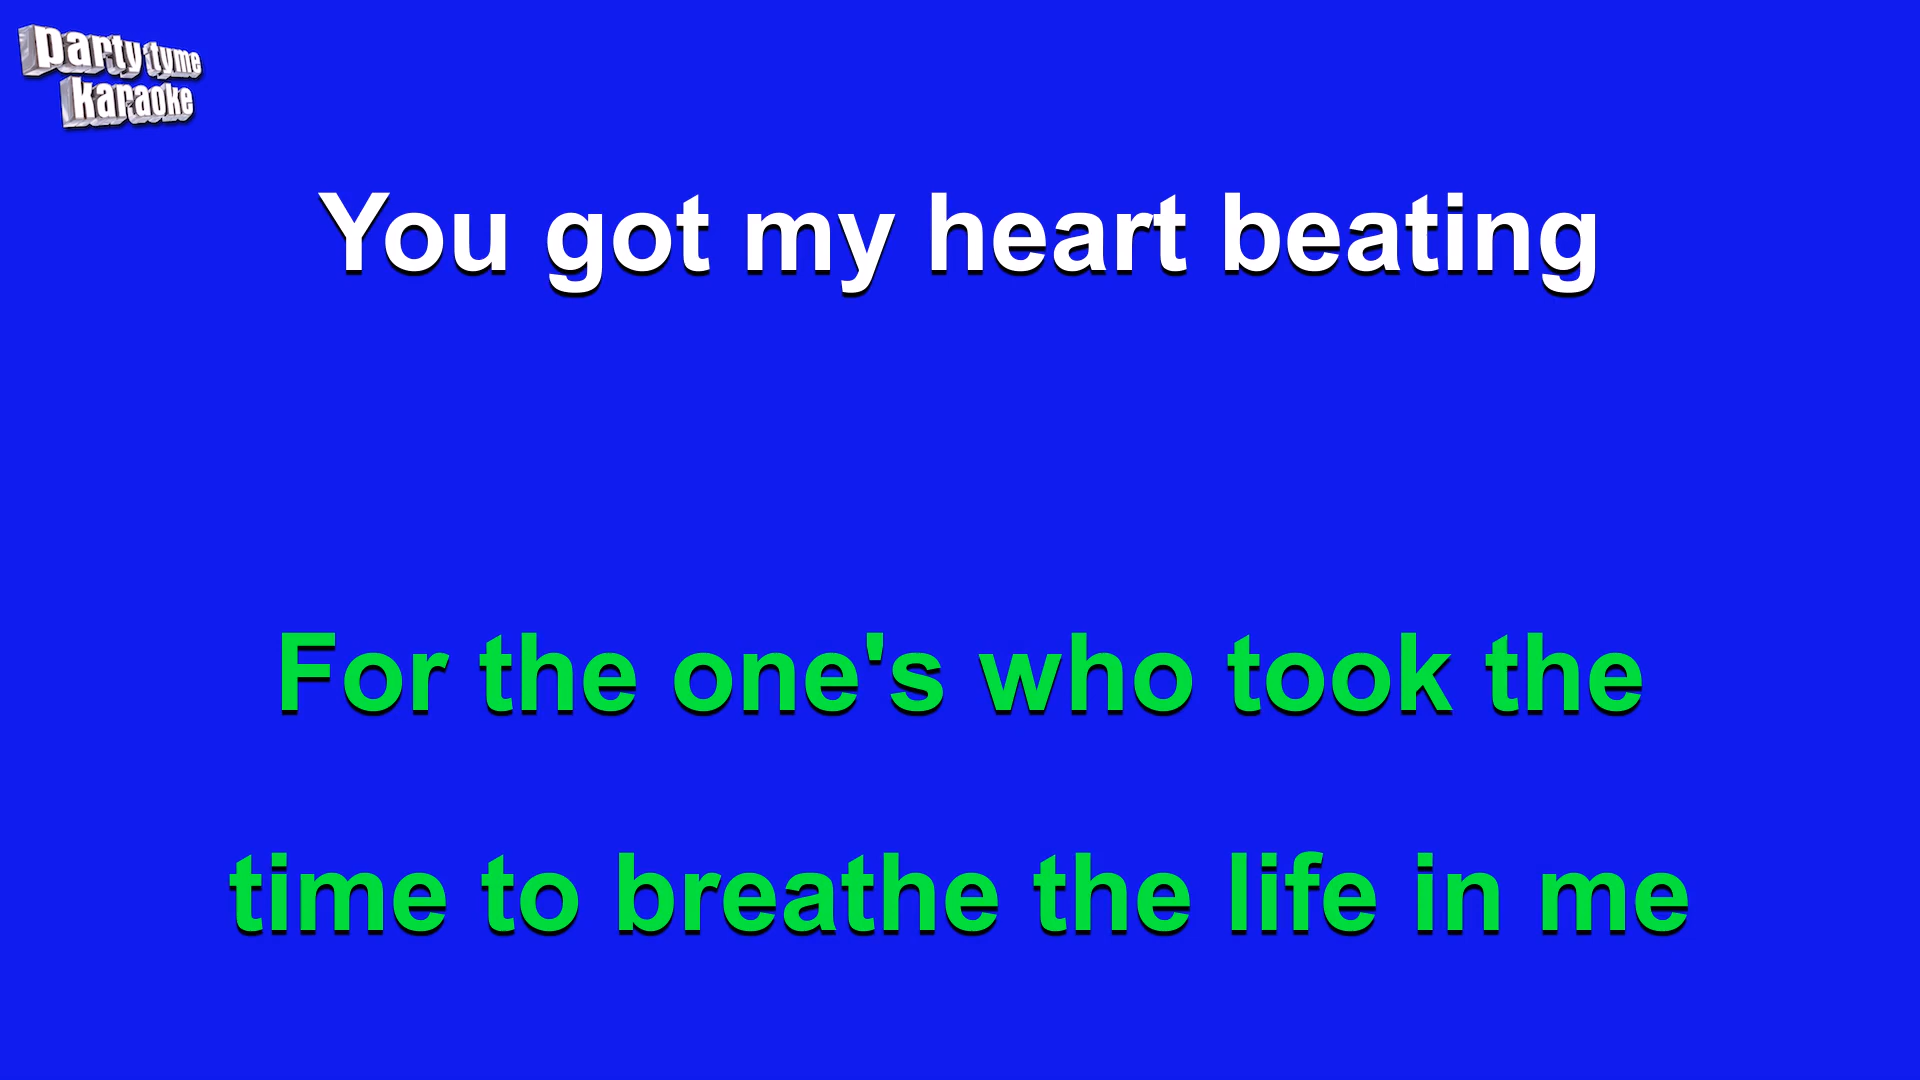 party tyme
karaoke
You got my heart beating
For the one's who took the
time to breathe the life in me